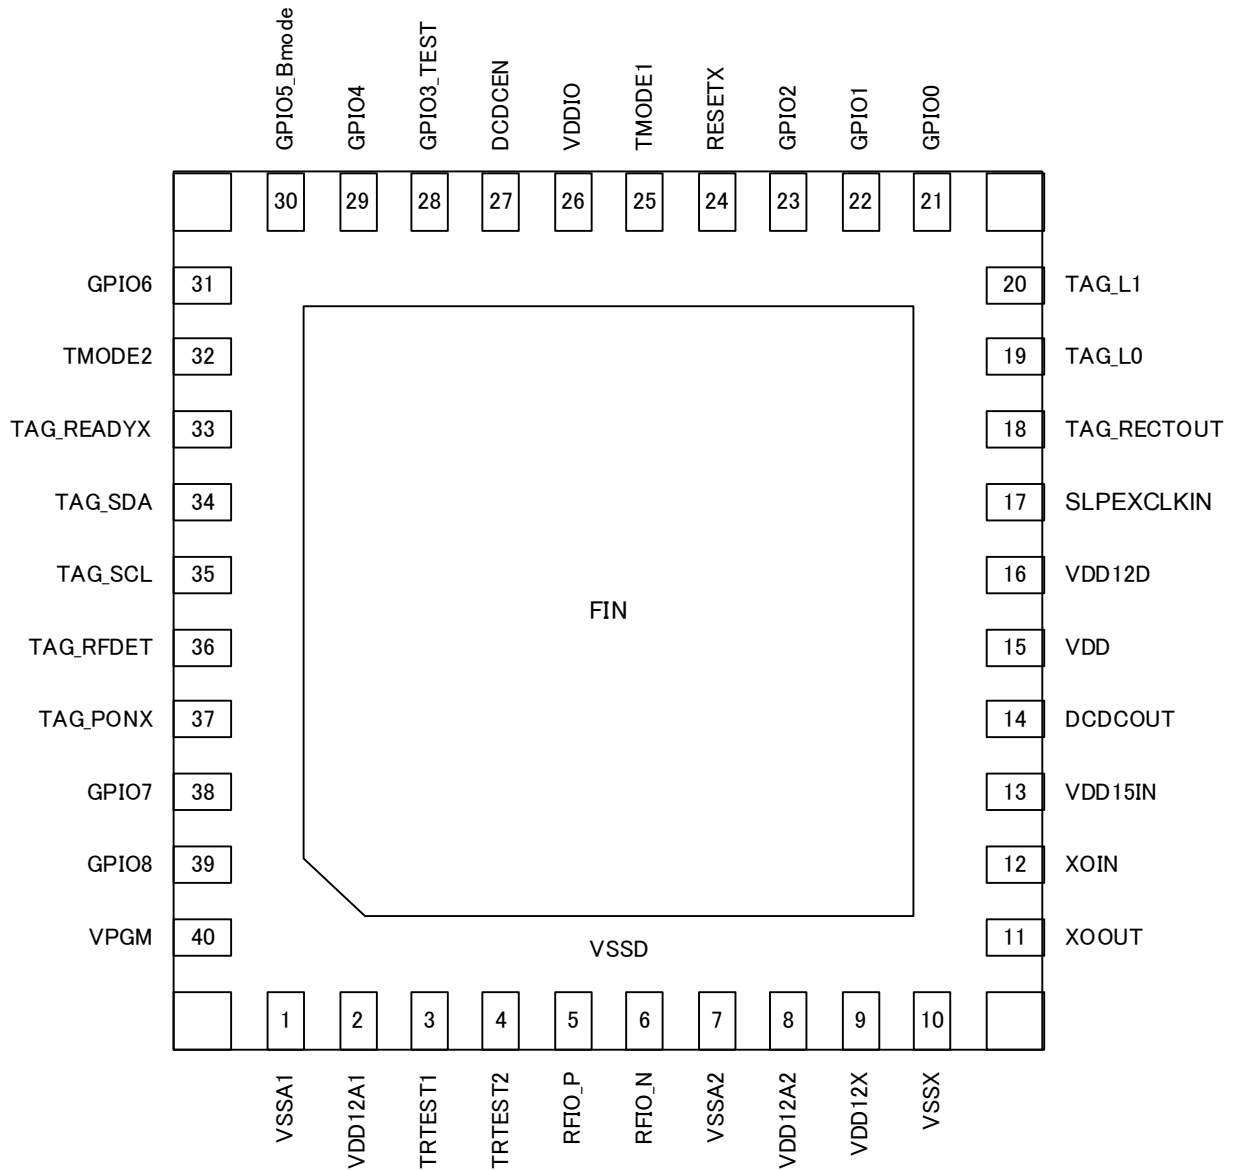 GPIO5_Bmode
GPIO4
GPIO3_TEST
DCDCEN
VDDIO
TMODE1
RESETX
GPIO2
GPIO1
GPIO0
30
29
28
27
26
25
24
23
22
21
GPIO6
31
20
TAG_L1
TMODE2
32
19
TAG_L0
TAG_READYX
33
18
TAG_RECTOUT
TAG_SDA
34
17
SLPEXCLKIN
TAG_SCL
35
16
VDD12D
FIN
TAG_RFDET
36
15
VDD
TAG_PONX
37
14
DCDCOUT
GPIO7
38
13
VDD15IN
GPIO8
39
12
XOIN
VPGM
40
11
XOOUT
VSSD
1
2
3
4
5
6
7
8
9
10
VSSA1
VDD12A1
TRTEST1
TRTEST2
RFIO_P
RFIO_N
VSSA2
VDD12A2
VDD12X
VSSX